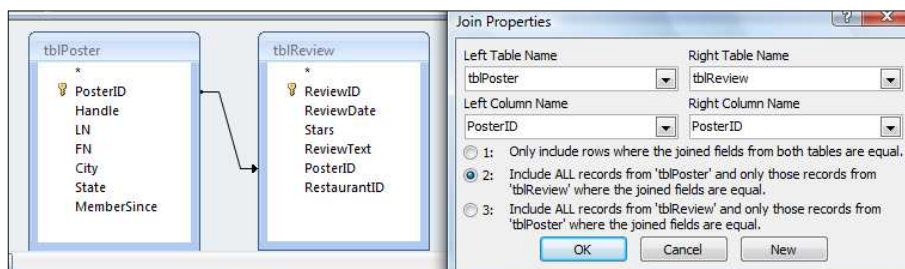 tblPoster
*
PosterID
Handle
LN
FN
City
State
MemberSince
tblReview
*
ReviewID
ReviewDate
Stars
ReviewText
PosterID
RestaurantID
Join Properties
Left Table Name
Right Table Name
tblPoster
tblReview
Left Column Name
Right Column Name
PosterID
PosterID
1: Only include rows where the joined fields from both tables are equal.
2: Include ALL records from 'tblPoster' and only those records from
'tblReview' where the joined fields are equal.
3: Include ALL records from 'tblReview' and only those records from
'tblPoster' where the joined fields are equal.
OK
Cancel
New